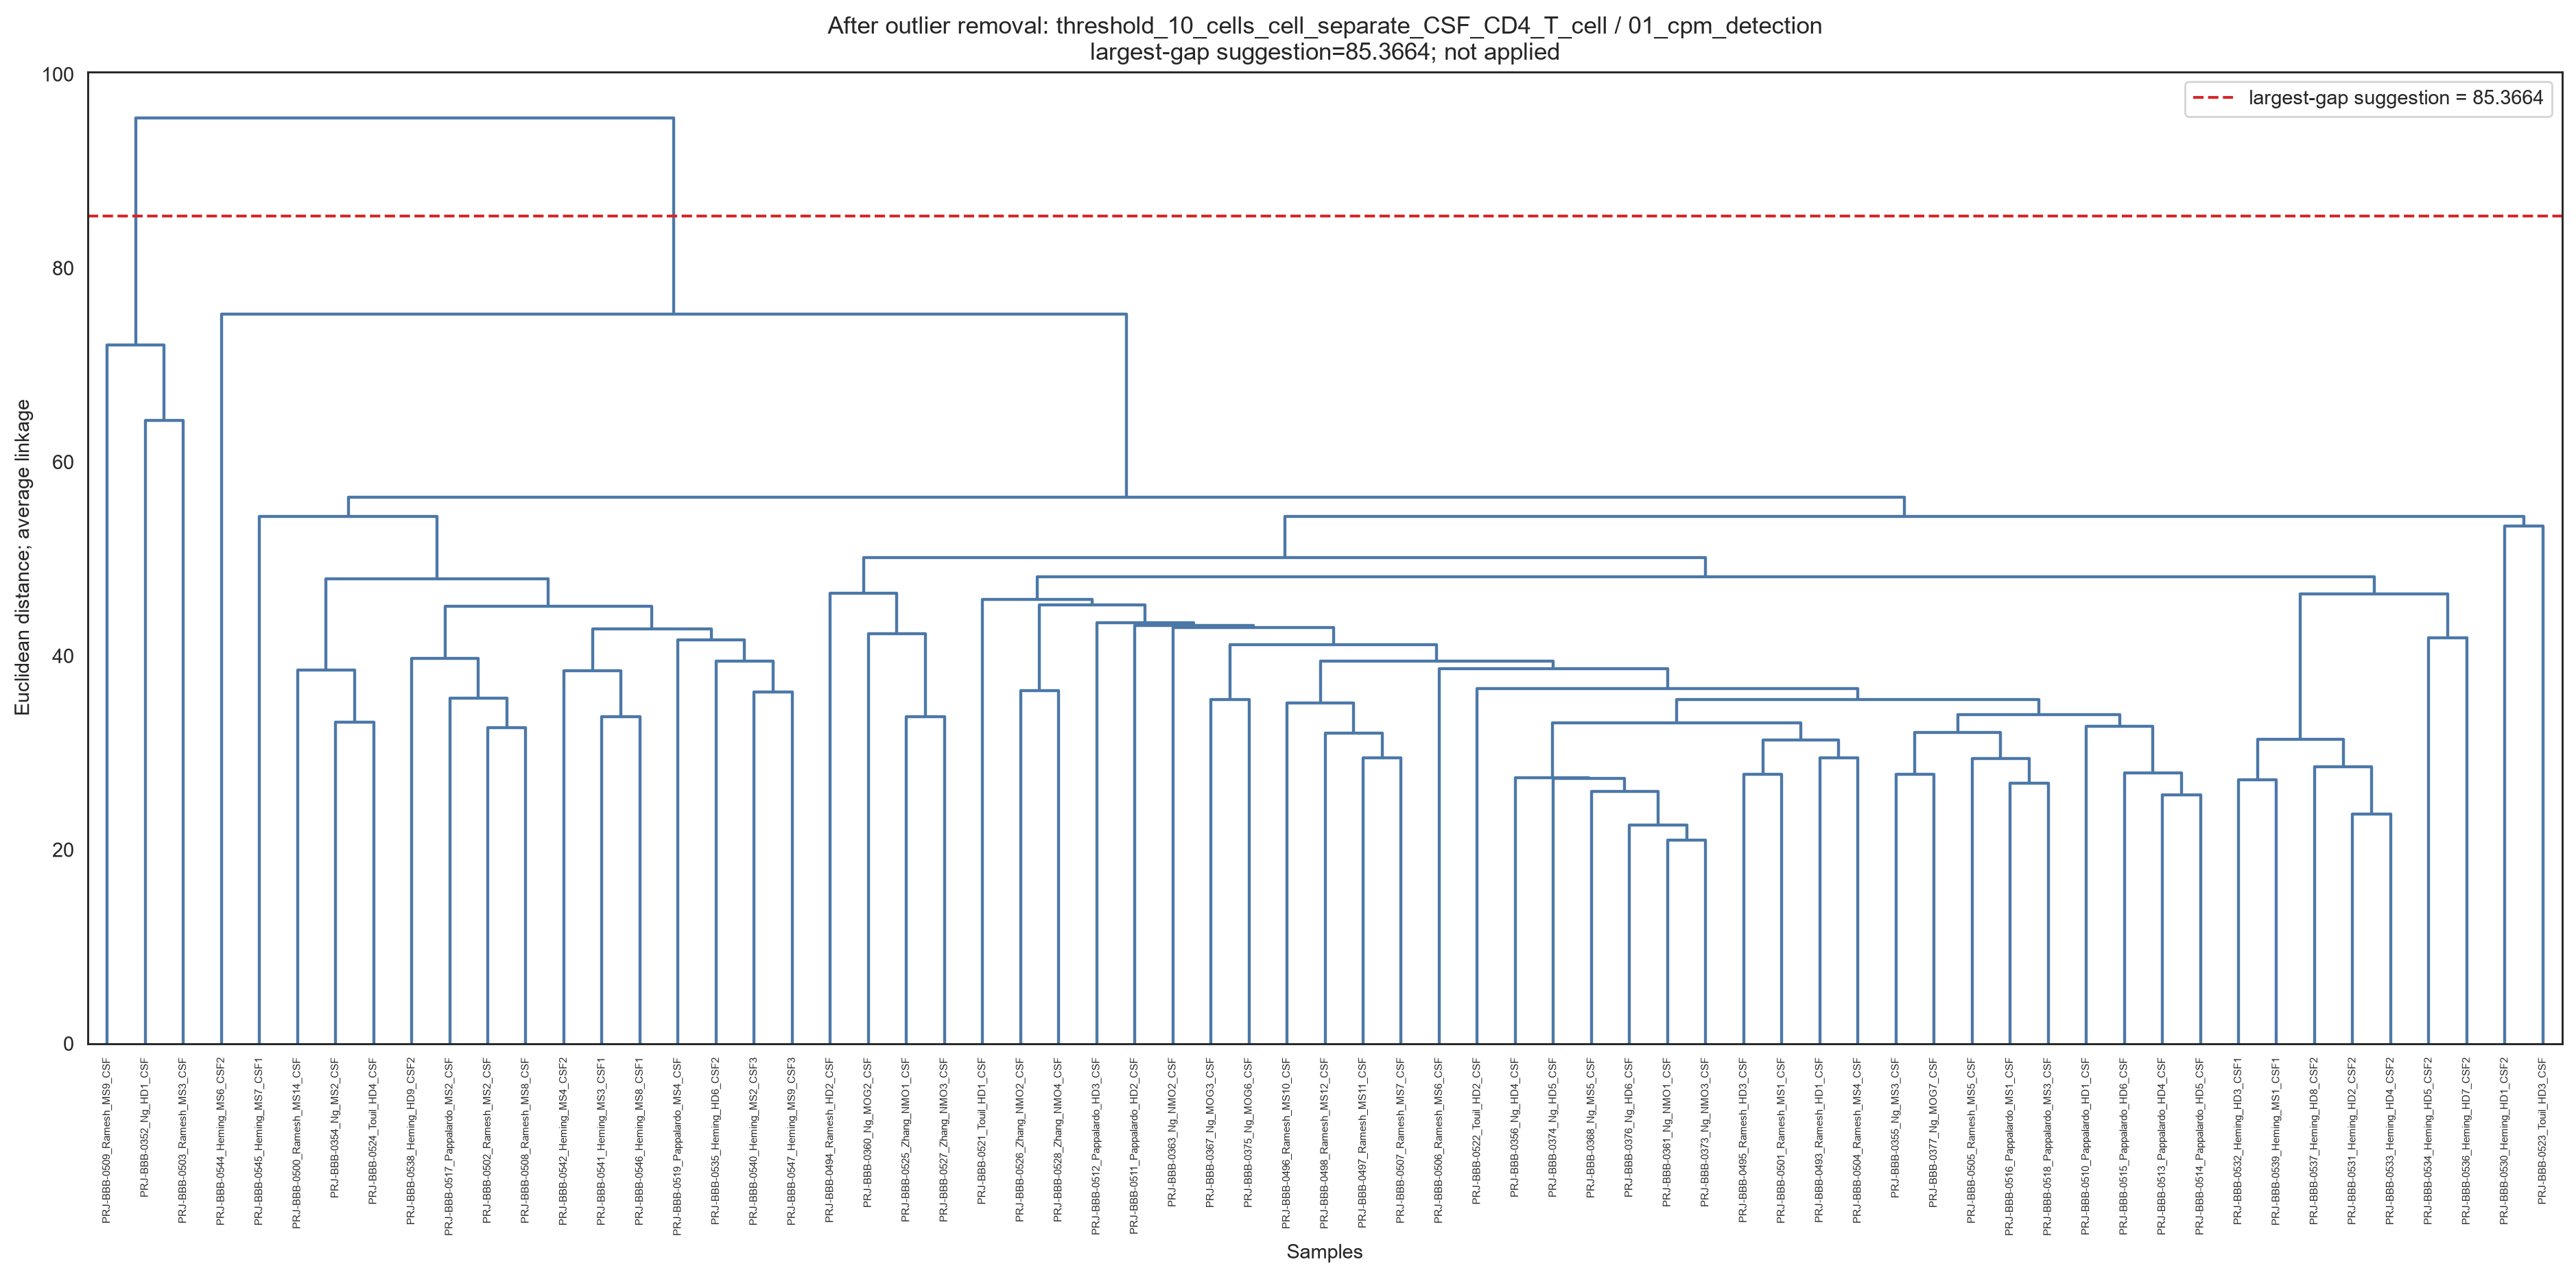 After outlier removal: threshold_10_cells_cell_separate_CSF_CD4_T_cell / 01_cpm_detection
largest-gap suggestion=85.3664; not applied
largest-gap suggestion = 85.3664
100
80
60
40
20
0
Euclidean distance; average linkage
PRJ-BBB-0509_Ramesh_MS9_CSF
PRJ-BBB-0352_Ng_HD1_CSF
PRJ-BBB-0503_Ramesh_MS3_CSF
PRJ-BBB-0544_Heming_MS6_CSF2
PRJ-BBB-0545_Heming_MS7_CSF1
PRJ-BBB-0500_Ramesh_MS14_CSF
PRJ-BBB-0354_Ng_MS2_CSF
PRJ-BBB-0524_Touil_HD4_CSF
PRJ-BBB-0538_Heming_HD9_CSF2
PRJ-BBB-0517_Pappalardo_MS2_CSF
PRJ-BBB-0502_Ramesh_MS2_CSF
PRJ-BBB-0508_Ramesh_MS8_CSF
PRJ-BBB-0542_Heming_MS4_CSF2
PRJ-BBB-0541_Heming_MS3_CSF1
PRJ-BBB-0546_Heming_MS8_CSF1
PRJ-BBB-0519_Pappalardo_MS4_CSF
PRJ-BBB-0535_Heming_HD6_CSF2
PRJ-BBB-0540_Heming_MS2_CSF3
PRJ-BBB-0547_Heming_MS9_CSF3
PRJ-BBB-0494_Ramesh_HD2_CSF
PRJ-BBB-0360_Ng_MOG2_CSF
PRJ-BBB-0525_Zhang_NMO1_CSF
PRJ-BBB-0527_Zhang_NMO3_CSF
PRJ-BBB-0521_Touil_HD1_CSF
PRJ-BBB-0526_Zhang_NMO2_CSF
PRJ-BBB-0528_Zhang_NMO4_CSF
PRJ-BBB-0512_Pappalardo_HD3_CSF
PRJ-BBB-0511_Pappalardo_HD2_CSF
PRJ-BBB-0363_Ng_NMO2_CSF
PRJ-BBB-0367_Ng_MOG3_CSF
PRJ-BBB-0375_Ng_MOG6_CSF
PRJ-BBB-0496_Ramesh_MS10_CSF
PRJ-BBB-0498_Ramesh_MS12_CSF
PRJ-BBB-0497_Ramesh_MS11_CSF
PRJ-BBB-0507_Ramesh_MS7_CSF
PRJ-BBB-0506_Ramesh_MS6_CSF
PRJ-BBB-0522_Touil_HD2_CSF
PRJ-BBB-0356_Ng_HD4_CSF
PRJ-BBB-0374_Ng_HD5_CSF
PRJ-BBB-0368_Ng_MS5_CSF
PRJ-BBB-0376_Ng_HD6_CSF
PRJ-BBB-0361_Ng_NMO1_CSF
PRJ-BBB-0373_Ng_NMO3_CSF
PRJ-BBB-0495_Ramesh_HD3_CSF
PRJ-BBB-0501_Ramesh_MS1_CSF
PRJ-BBB-0493_Ramesh_HD1_CSF
PRJ-BBB-0504_Ramesh_MS4_CSF
PRJ-BBB-0355_Ng_MS3_CSF
PRJ-BBB-0377_Ng_MOG7_CSF
PRJ-BBB-0505_Ramesh_MS5_CSF
PRJ-BBB-0516_Pappalardo_MS1_CSF
PRJ-BBB-0518_Pappalardo_MS3_CSF
PRJ-BBB-0510_Pappalardo_HD1_CSF
PRJ-BBB-0515_Pappalardo_HD6_CSF
PRJ-BBB-0513_Pappalardo_HD4_CSF
PRJ-BBB-0514_Pappalardo_HD5_CSF
PRJ-BBB-0532_Heming_HD3_CSF1
PRJ-BBB-0539_Heming_MS1_CSF1
PRJ-BBB-0537_Heming_HD8_CSF2
PRJ-BBB-0531_Heming_HD2_CSF2
PRJ-BBB-0533_Heming_HD4_CSF2
PRJ-BBB-0534_Heming_HD5_CSF2
PRJ-BBB-0536_Heming_HD7_CSF2
PRJ-BBB-0530_Heming_HD1_CSF2
PRJ-BBB-0523_Touil_HD3_CSF
Samples